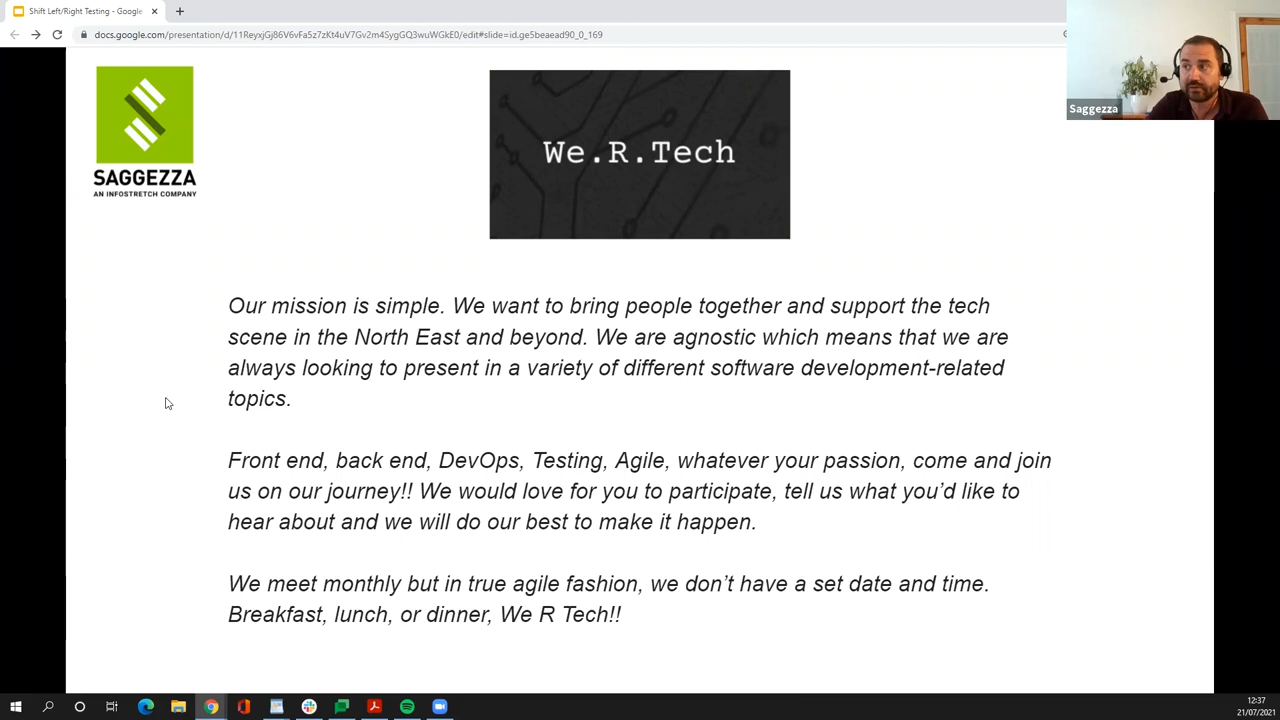 Shift Left/Right Testing - Google
docs.google.com/presentation/d/11ReyxjGj86V6vFa5z7zKt4uV7Gv2m4SygGQ3wuWGkE0/edit#slide=id.ge5beaead90_0_169
Saggezza
SAGGEZZA
AN INFOSTRETCH COMPANY
We.R.Tech
Our mission is simple. We want to bring people together and support the tech
scene in the North East and beyond. We are agnostic which means that we are
always looking to present in a variety of different software development-related
topics.
Front end, back end, DevOps, Testing, Agile, whatever your passion, come and join
us on our journey!! We would love for you to participate, tell us what you’d like to
hear about and we will do our best to make it happen.
We meet monthly but in true agile fashion, we don’t have a set date and time.
Breakfast, lunch, or dinner, We R Tech!!
12:37
21/07/2021